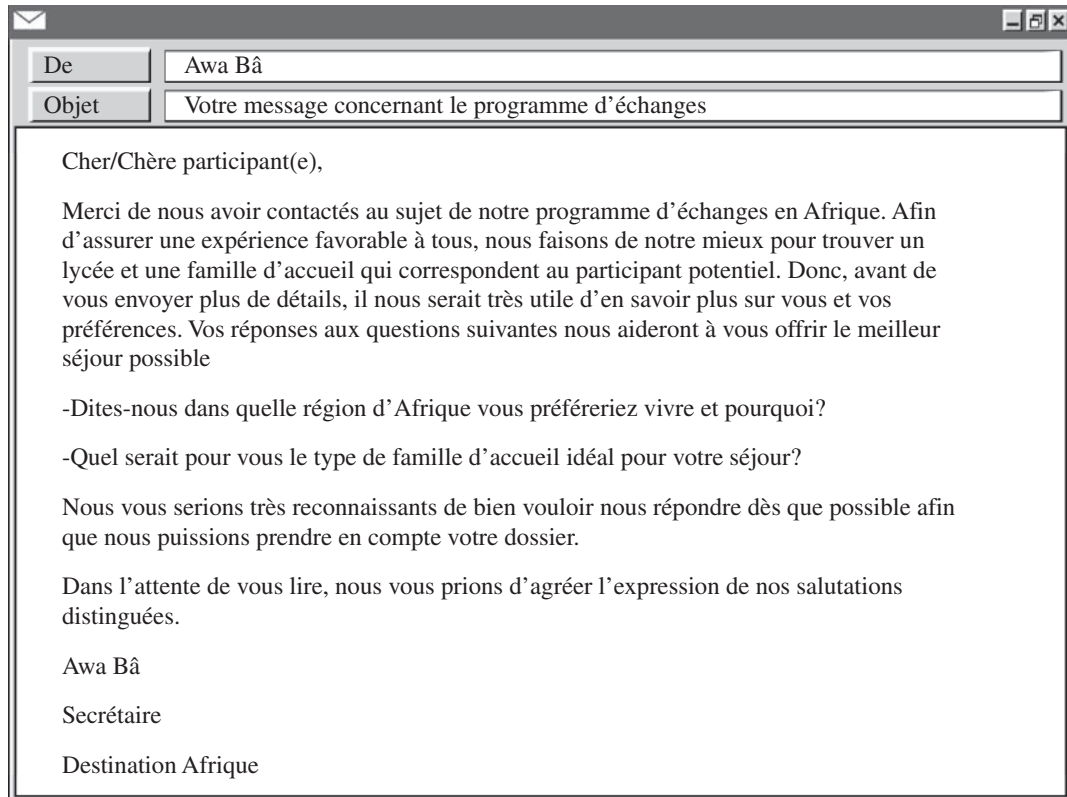 De
Awa Bâ
Objet
Votre message concernant le programme d’échanges
Cher/Chère participant(e),
Merci de nous avoir contactés au sujet de notre programme d’échanges en Afrique. Afin
d’assurer une expérience favorable à tous, nous faisons de notre mieux pour trouver un
lycée et une famille d’accueil qui correspondent au participant potentiel. Donc, avant de
vous envoyer plus de détails, il nous serait très utile d’en savoir plus sur vous et vos
préférences. Vos réponses aux questions suivantes nous aideront à vous offrir le meilleur
séjour possible
-Dites-nous dans quelle région d’Afrique vous préféreriez vivre et pourquoi?
-Quel serait pour vous le type de famille d’accueil idéal pour votre séjour?
Nous vous serions très reconnaissants de bien vouloir nous répondre dès que possible afin
que nous puissions prendre en compte votre dossier.
Dans l’attente de vous lire, nous vous prions d’agréer l’expression de nos salutations
distinguées.
Awa Bâ
Secrétaire
Destination Afrique